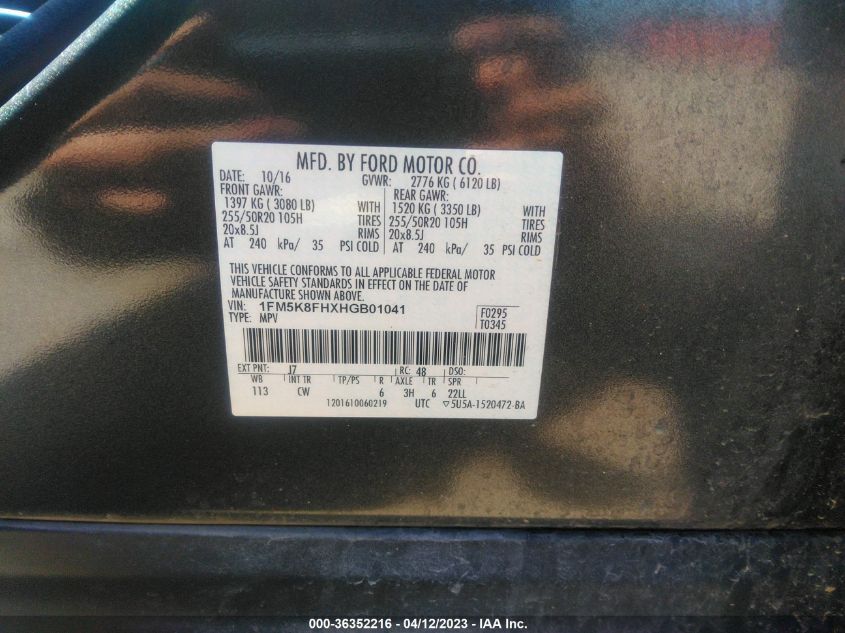 MFD. BY FORD MOTOR CO.
DATE: 10/16 GVWR: 2776 KG ( 6120 LB)
FRONT GAWR: REAR GAWR:
1397 KG ( 3080 LB) WITH 1520 KG ( 3350 LB) WITH
255/50R20 105H TIRES 255/50R20 105H TIRES
20x8.5J RIMS 20x8.5J RIMS
AT 240 kPa/ 35 PSI COLD AT 240 kPa/ 35 PSI COLD
THIS VEHICLE CONFORMS TO ALL APPLICABLE FEDERAL MOTOR
VEHICLE SAFETY STANDARDS IN EFFECT ON THE DATE OF
MANUFACTURE SHOWN ABOVE.
VIN: 1FM5K8FHXHGB01041 F0295
TYPE: MPV T0345
EXT PNT: J7 RC: 48 DSO:
WB INT TR TP/PS R AXLE TR SPR
113 CW 6 3H 6 22LL
1201610060219 UTC ▽5U5A-1520472-BA
000-36352216 - 04/12/2023 - IAA Inc.